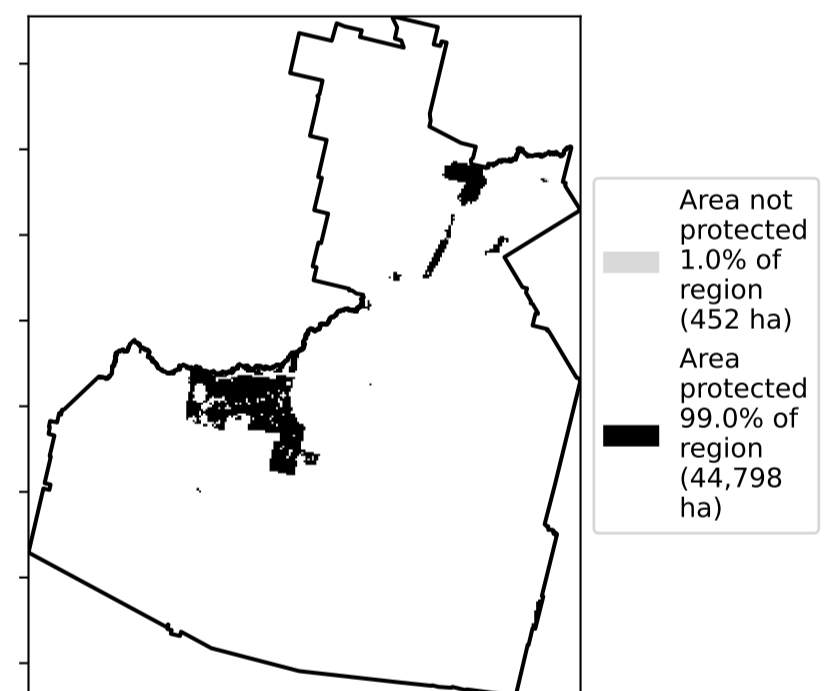 Area not
protected
1.0% of
region
(452 ha)
Area
protected
99.0% of
region
(44,798
ha)